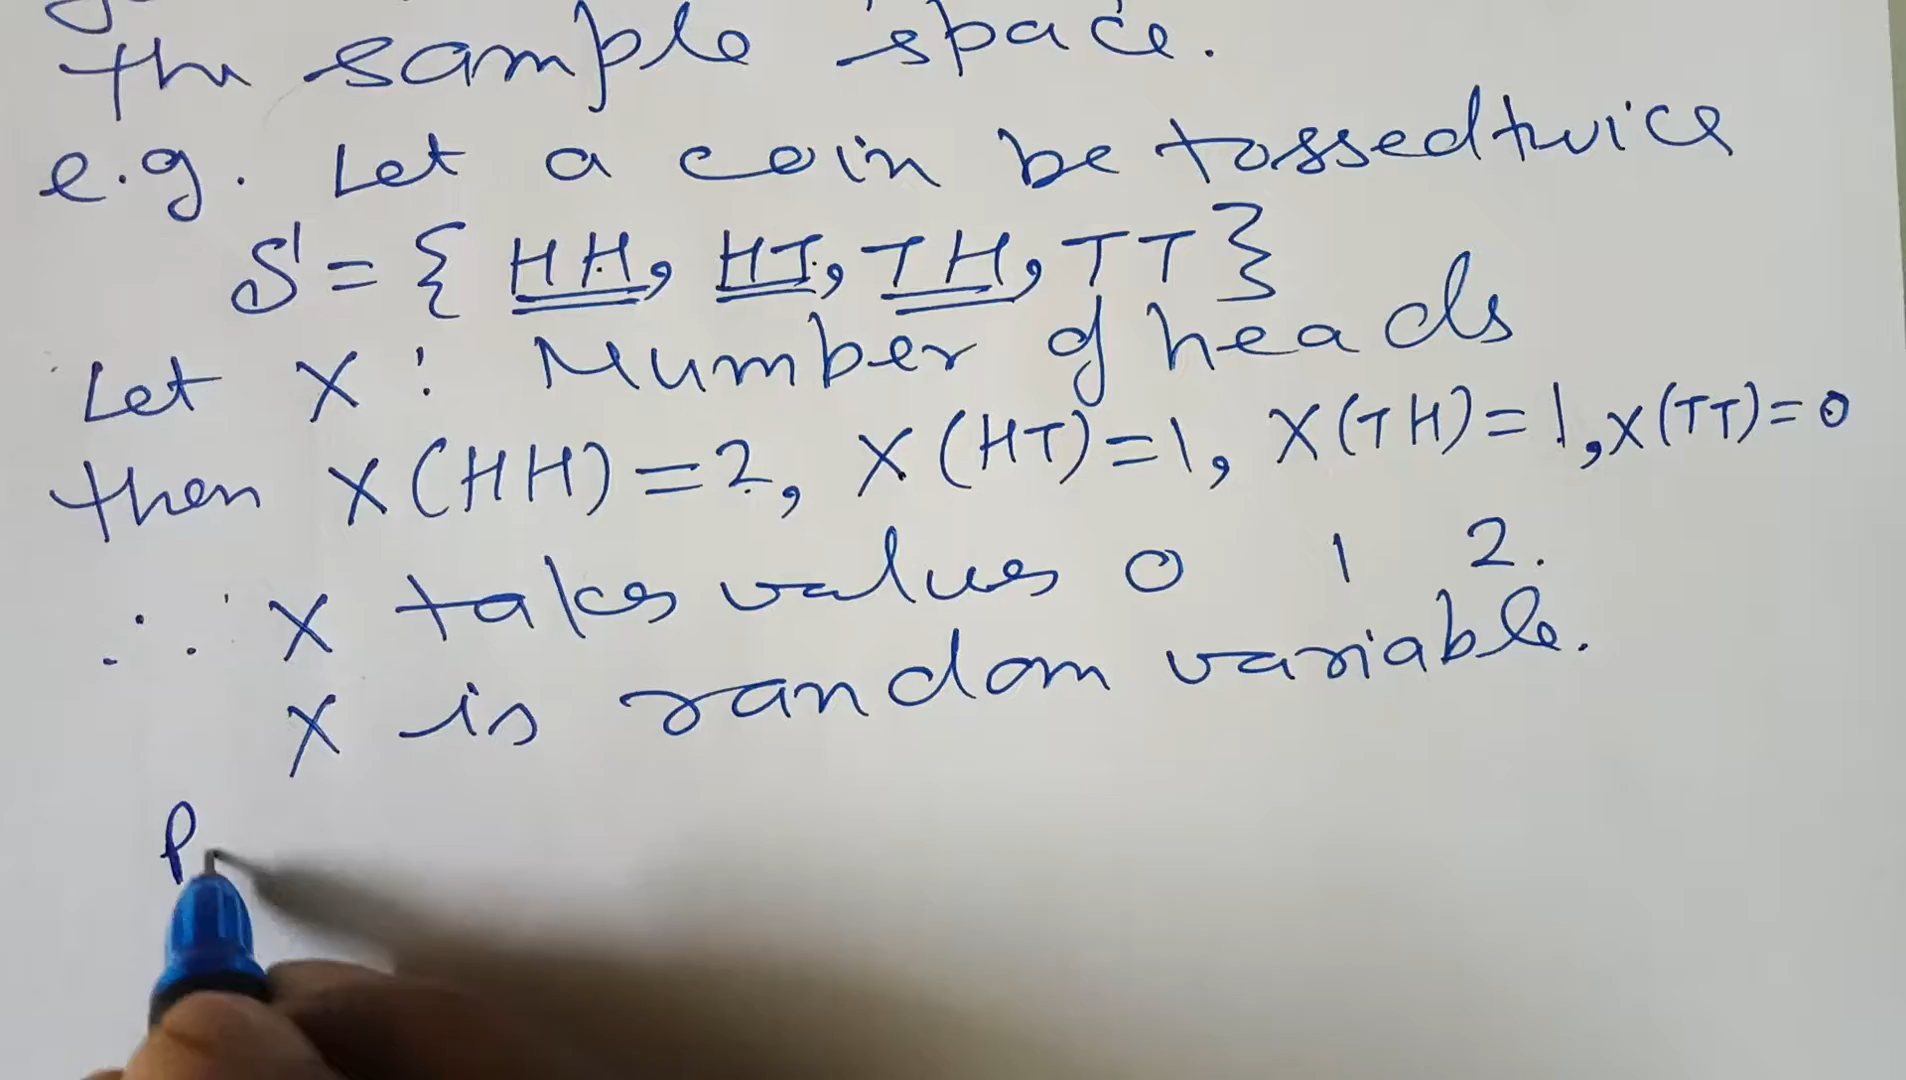 the sample space.
e.g. Let a coin be tossed twice
S = { HH, HT, TH, TT }
Let X : Number of heads
then X(HH) = 2, X(HT) = 1, X(TH) = 1, X(TT) = 0
∴ X takes values 0 1 2.
X is random variable.
P